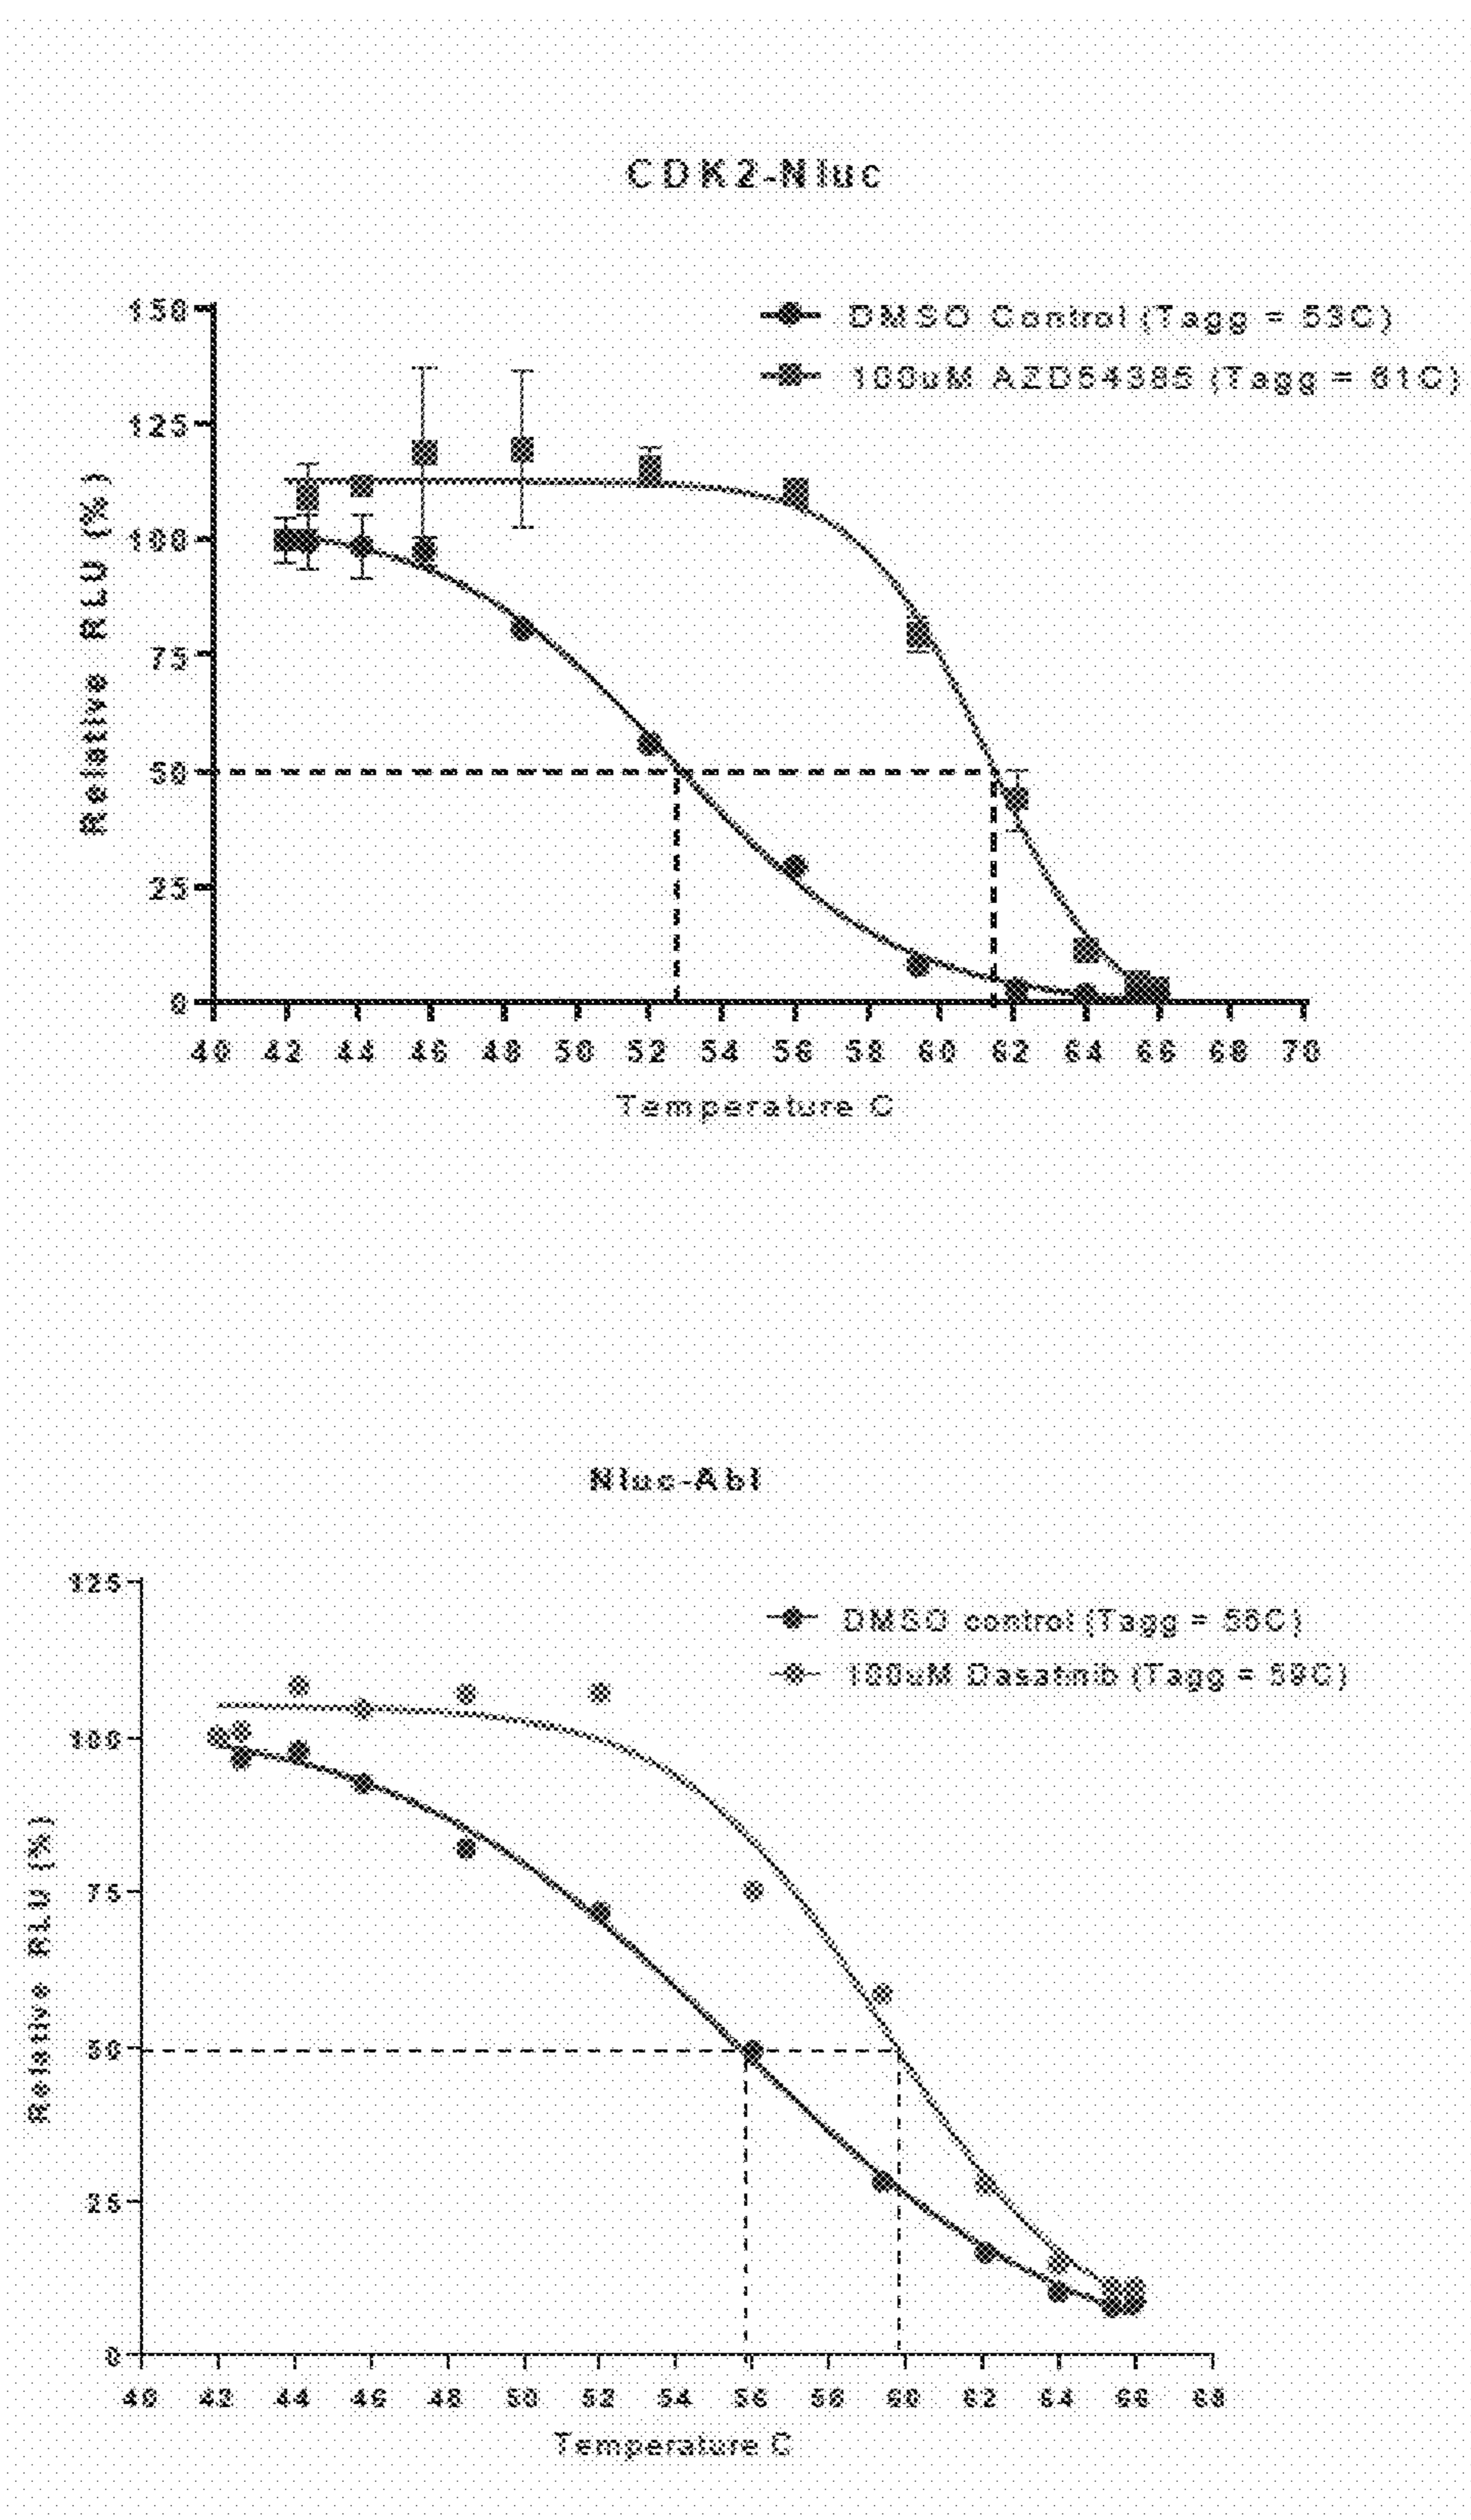 CDK2-Nluc
DMSO Control (Tagg = 53C)
100uM AZD54385 (Tagg = 61C)
150
125
100
75
50
25
0
Relative RLU (%)
40 42 44 46 48 50 52 54 56 58 60 62 64 66 68 70
Temperature C
Nluc-Abl
DMSO control (Tagg = 56C)
100uM Dasatnib (Tagg = 59C)
125
100
75
50
25
0
Relative RLU (%)
40 42 44 46 48 50 52 54 56 58 60 62 64 66 68
Temperature C